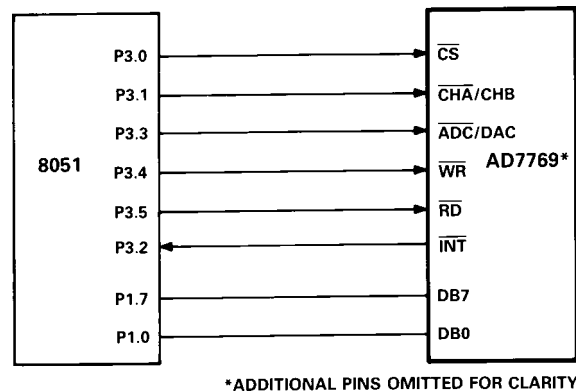 P3.0 CS
P3.1 CHA/CHB
P3.3 ADC/DAC
8051 AD7769*
P3.4 WR
P3.5 RD
P3.2 INT
P1.7 DB7
P1.0 DB0
*ADDITIONAL PINS OMITTED FOR CLARITY